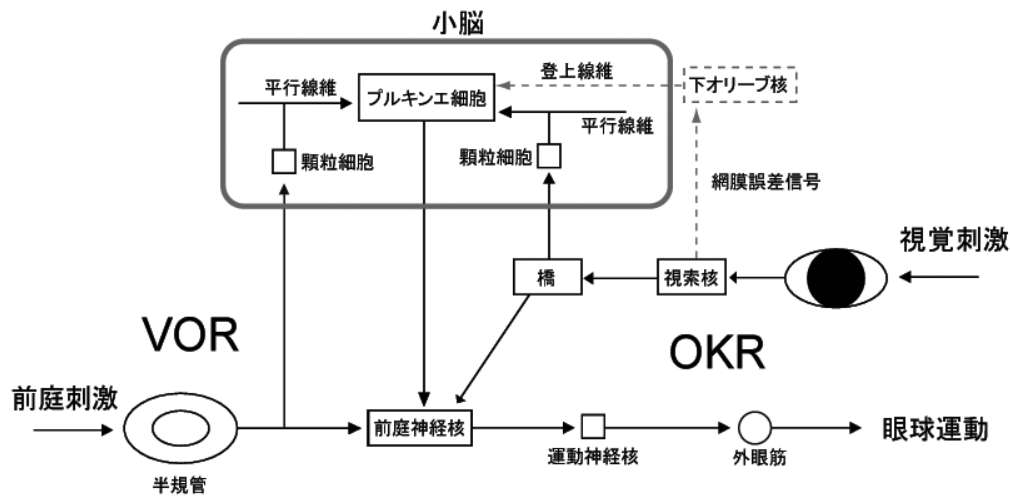 小脳
平行線維
プルキンエ細胞
登上線維
下オリーブ核
平行線維
顆粒細胞
顆粒細胞
網膜誤差信号
視覚刺激
橋
視索核
VOR
OKR
前庭刺激
前庭神経核
眼球運動
半規管
運動神経核
外眼筋